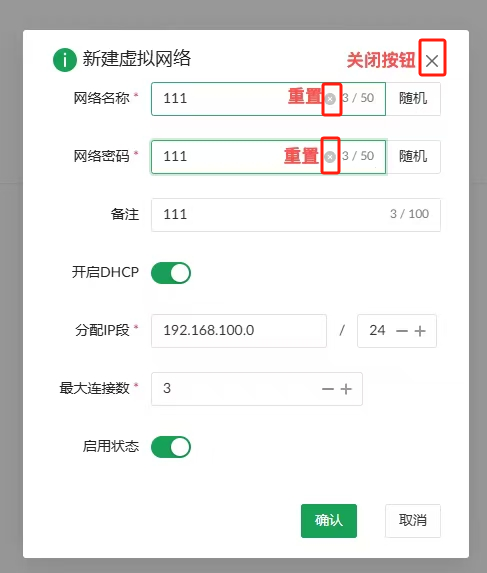 新建虚拟网络 关闭按钮
网络名称 * 111 重置 3 / 50 随机
网络密码 * 111 重置 3 / 50 随机
备注 111 3 / 100
开启DHCP
分配IP段 * 192.168.100.0 / 24
最大连接数 * 3
启用状态
确认 取消